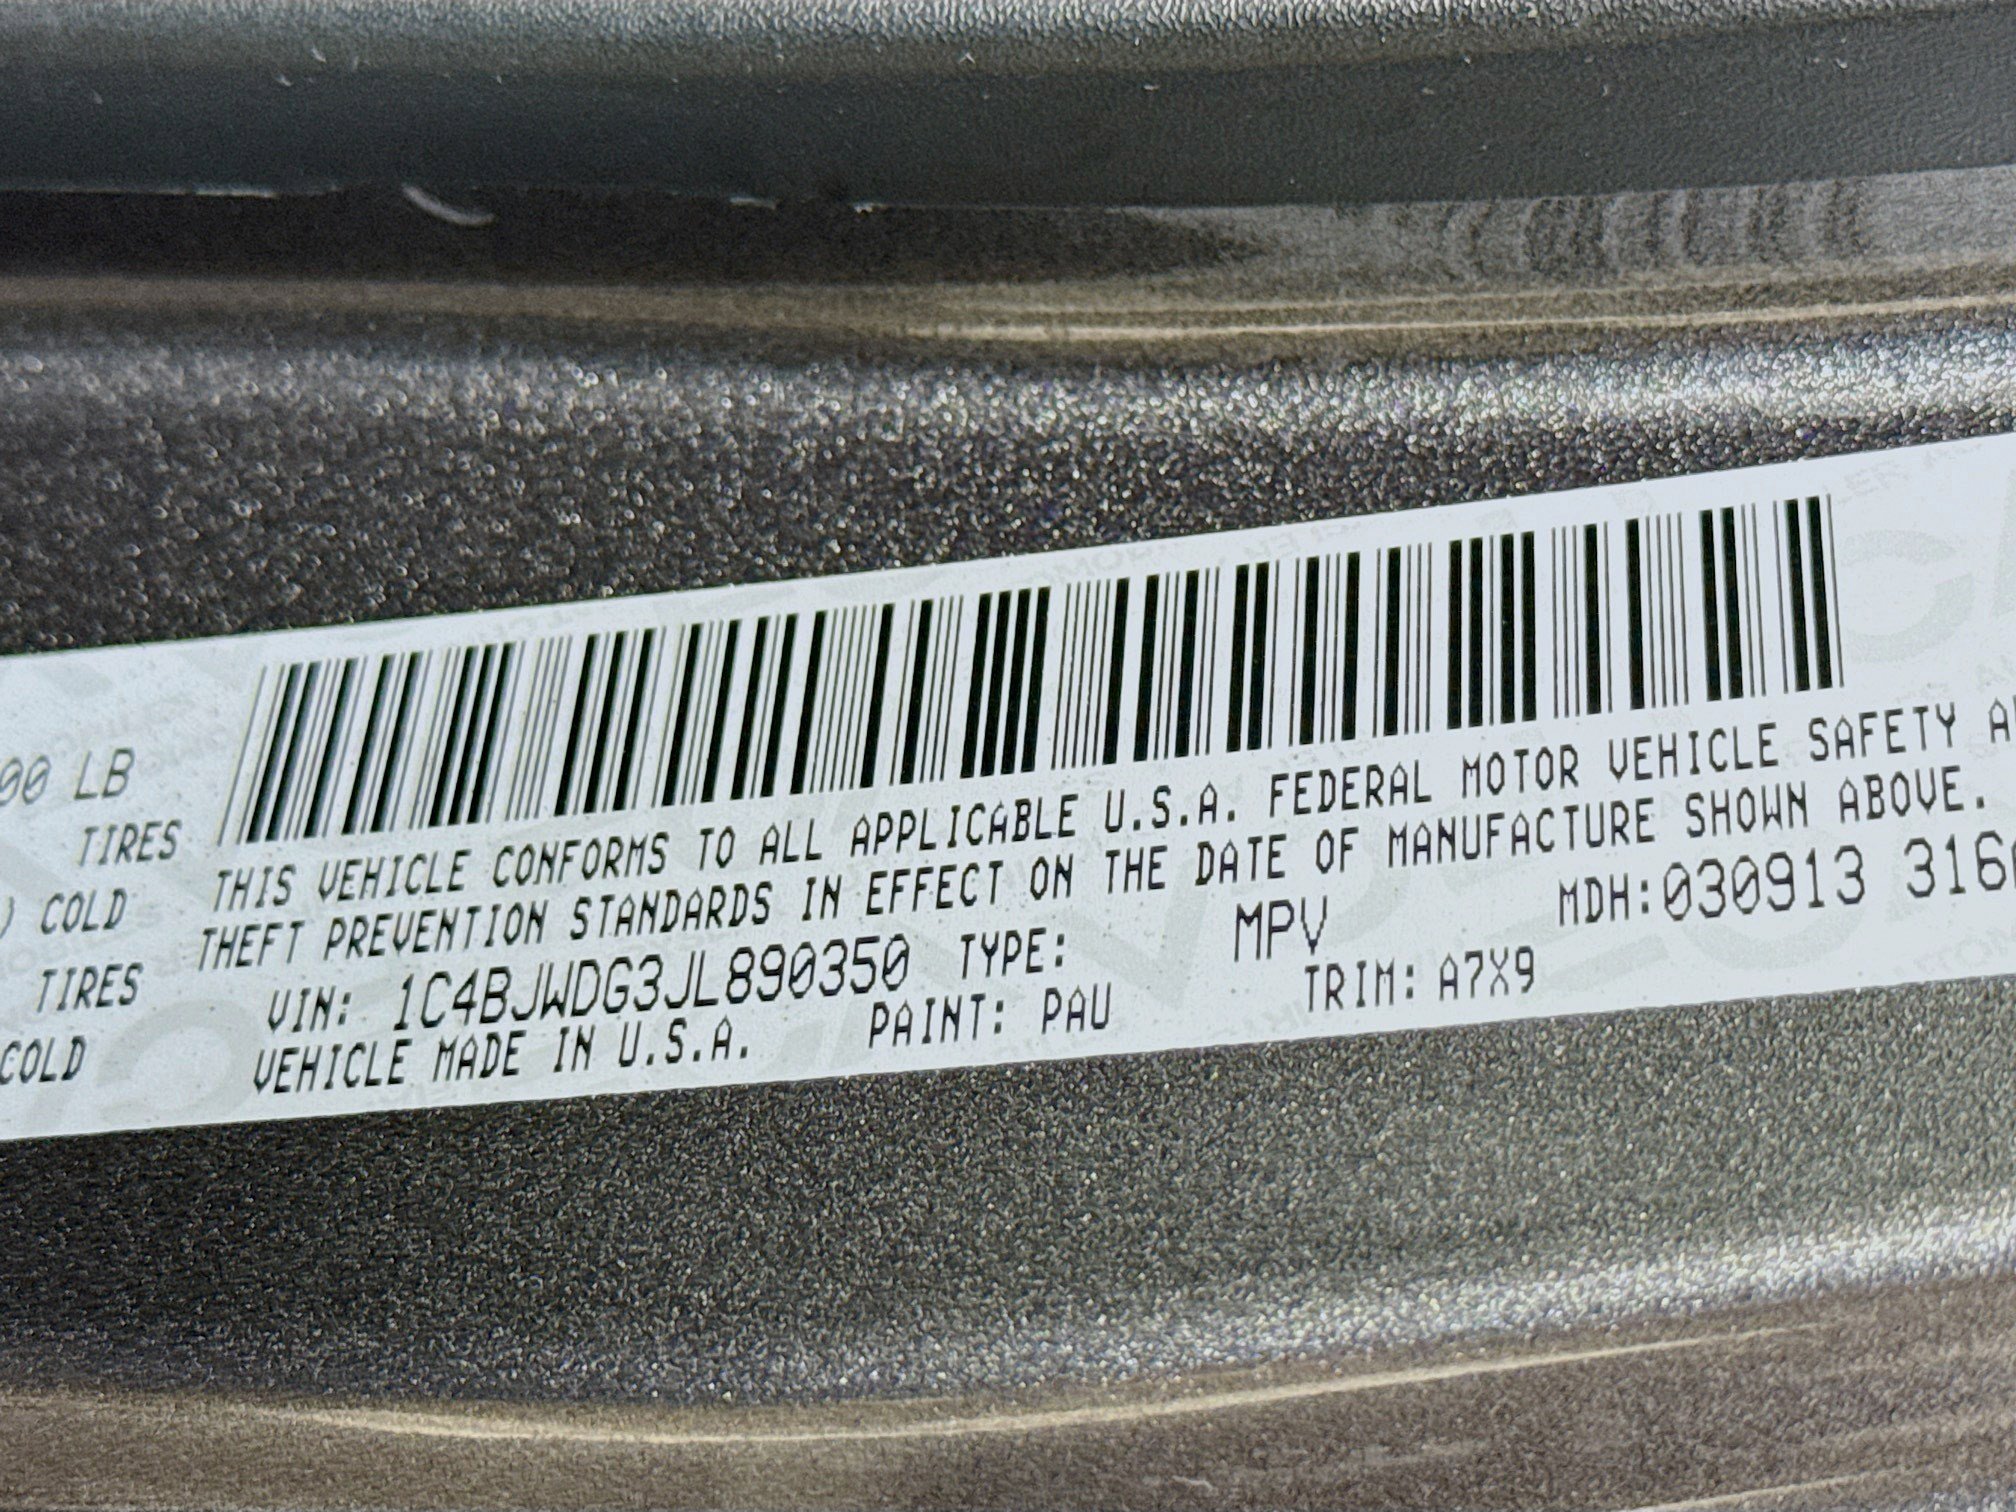 00 LB
TIRES
) COLD
TIRES
COLD
THIS VEHICLE CONFORMS TO ALL APPLICABLE U.S.A. FEDERAL MOTOR VEHICLE SAFETY A
THEFT PREVENTION STANDARDS IN EFFECT ON THE DATE OF MANUFACTURE SHOWN ABOVE.
VIN: 1C4BJWDG3JL890350 TYPE: MPV MDH:030913 316
VEHICLE MADE IN U.S.A. PAINT: PAU TRIM: A7X9